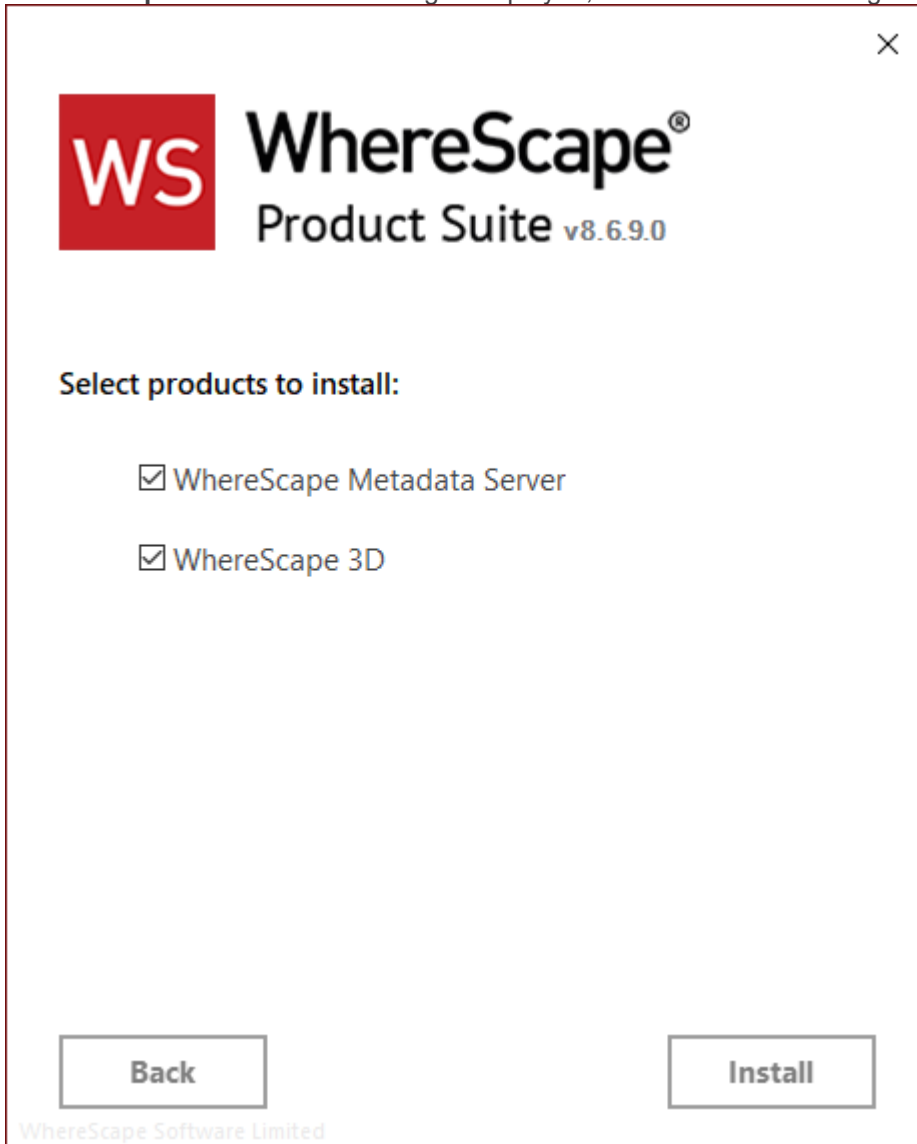 WS
WhereScape®
Product Suite v8.6.9.0
Select products to install:
WhereScape Metadata Server
WhereScape 3D
Back
Install
WhereScape Software Limited